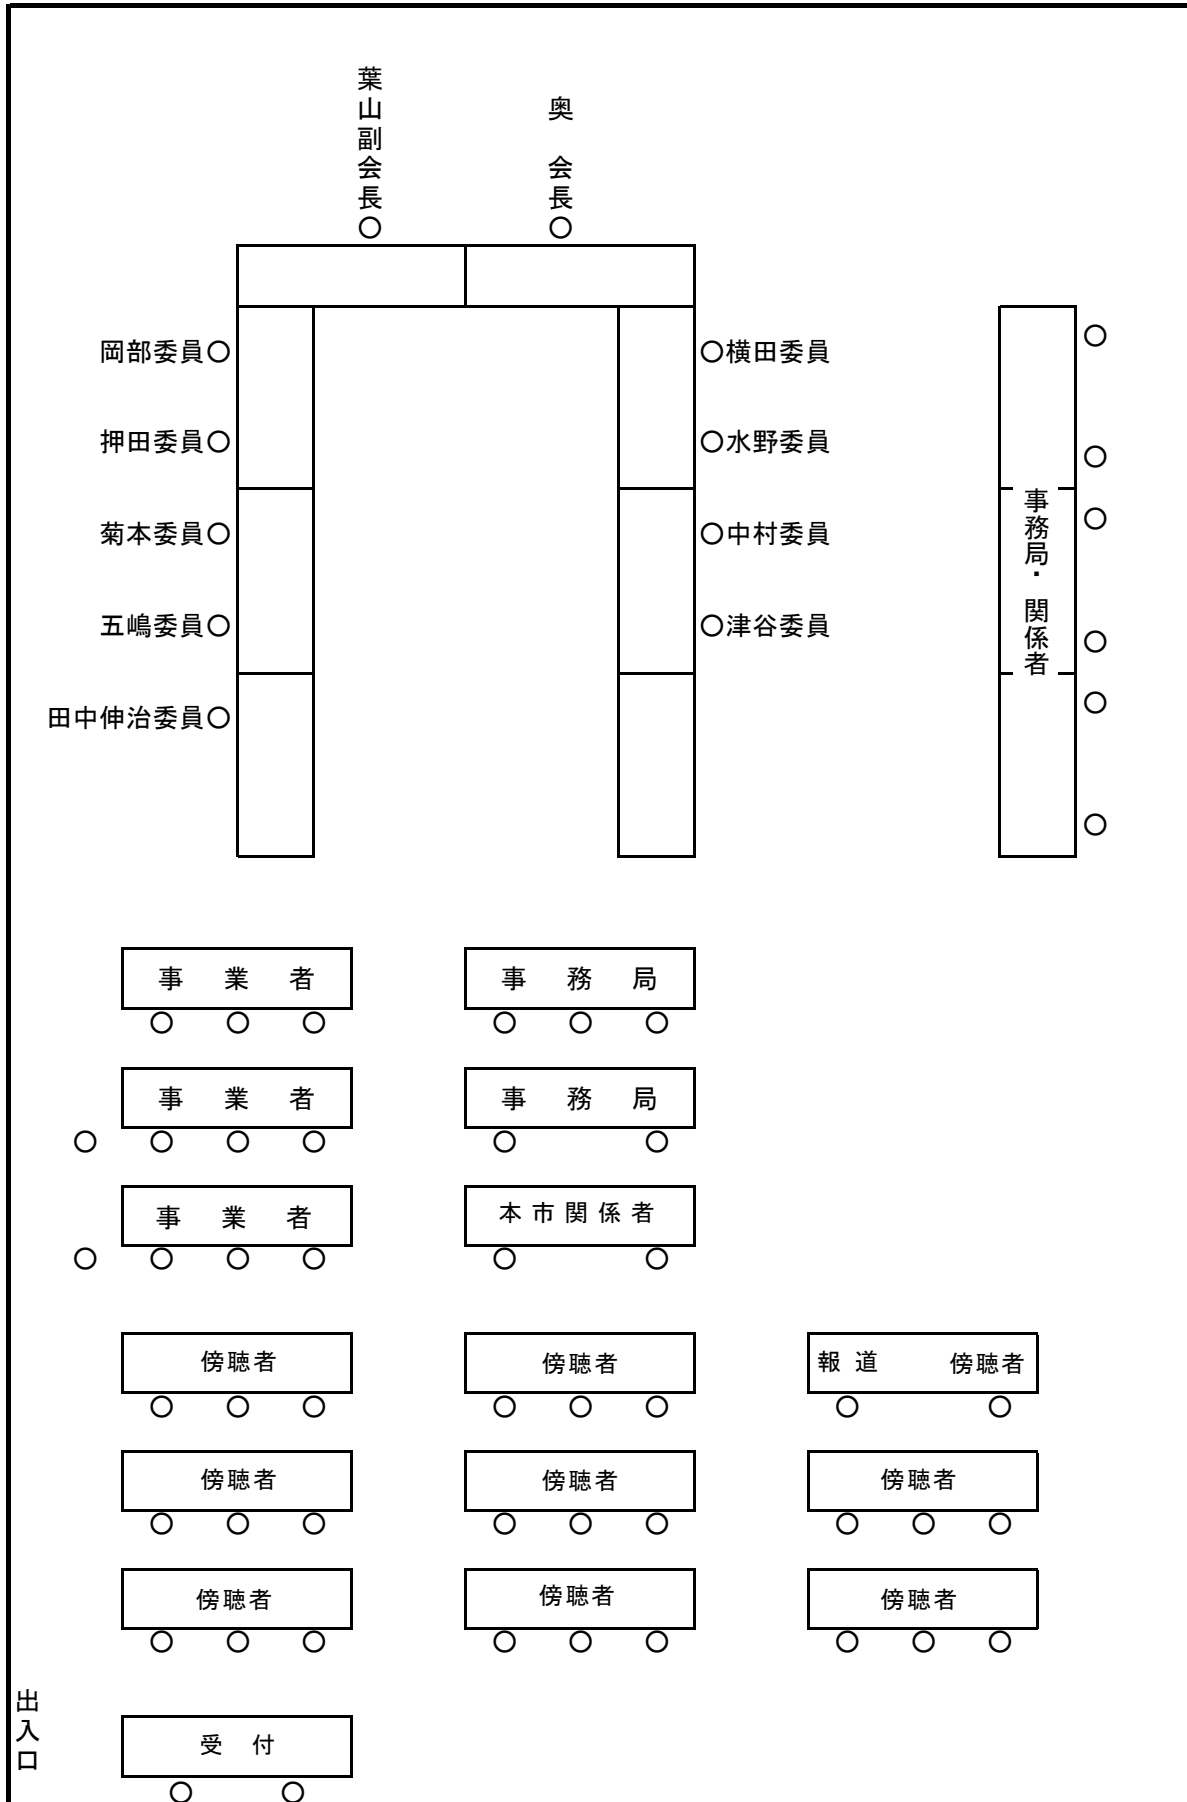 葉山副会長
奥 会長
岡部委員○
○横田委員
押田委員○
○水野委員
菊本委員○
○中村委員
五嶋委員○
○津谷委員
田中伸治委員○
事務局・関係者
事 業 者
事 務 局
事 業 者
事 務 局
事 業 者
本市関係者
傍聴者
傍聴者
報道 傍聴者
傍聴者
傍聴者
傍聴者
傍聴者
傍聴者
傍聴者
出入口
受 付